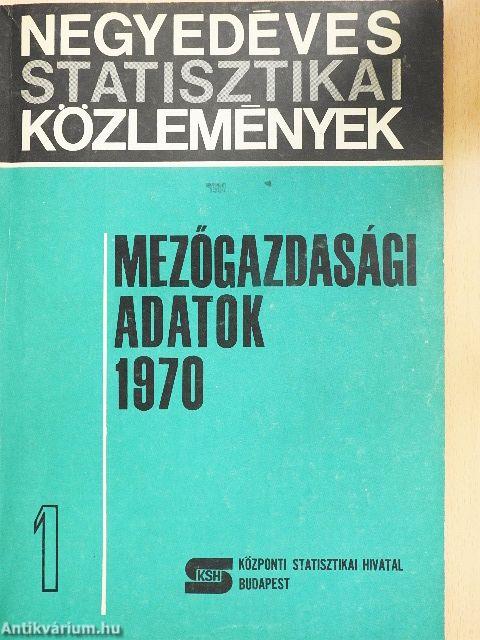 NEGYEDÉVES
STATISZTIKAI
KÖZLEMÉNYEK
MEZŐGAZDASÁGI
ADATOK
1970
1
KSH
KÖZPONTI STATISZTIKAI HIVATAL
BUDAPEST
Antikvárium.hu